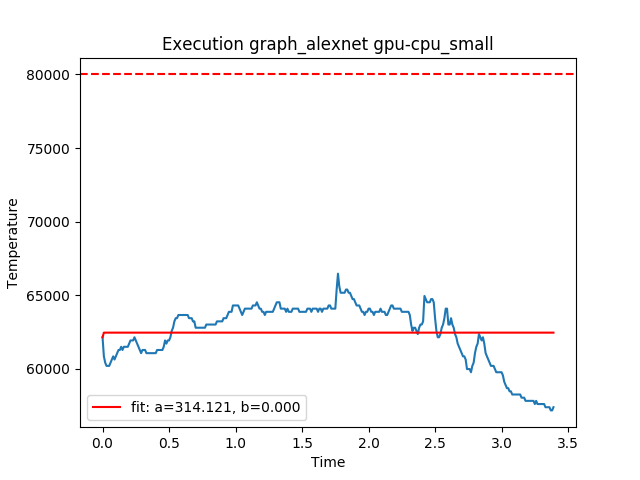 Execution graph_alexnet gpu-cpu_small
80000
75000
70000
65000
60000
Temperature
fit: a=314.121, b=0.000
0.0 0.5 1.0 1.5 2.0 2.5 3.0 3.5
Time